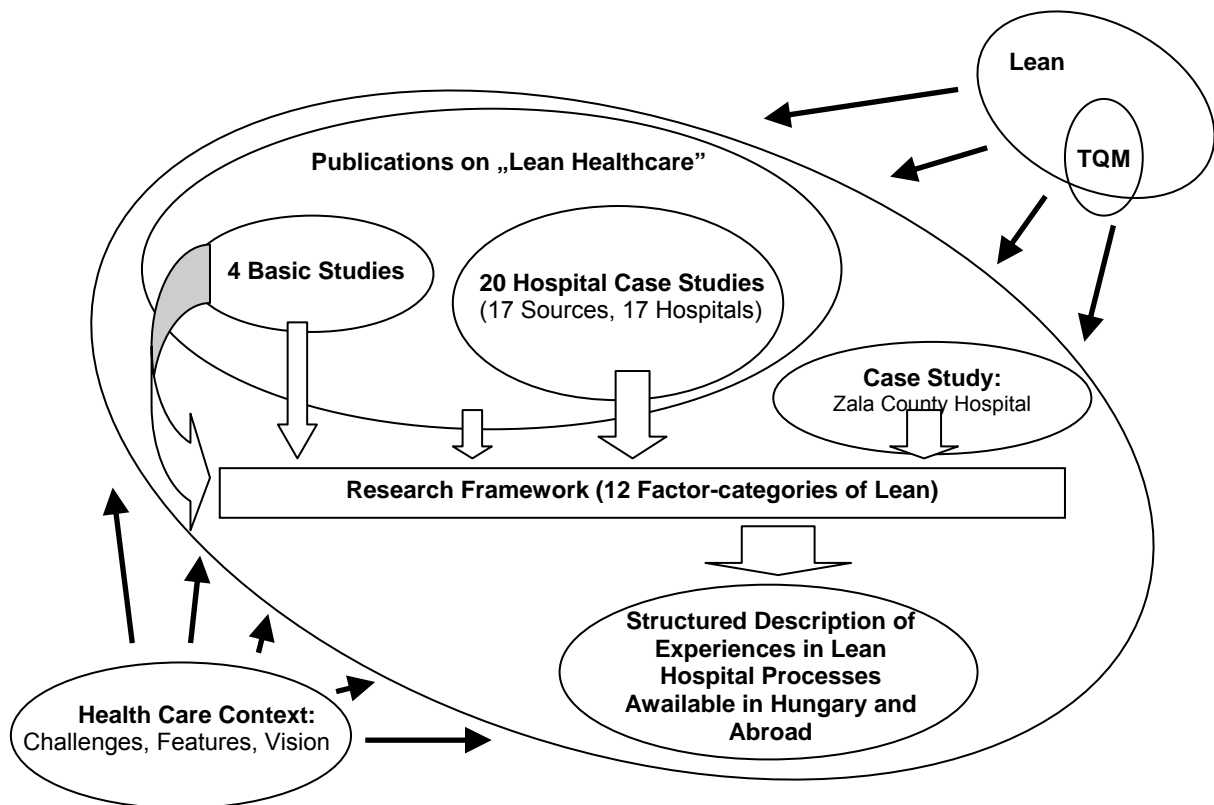 Lean
TQM
Publications on „Lean Healthcare”
4 Basic Studies
20 Hospital Case Studies
(17 Sources, 17 Hospitals)
Case Study:
Zala County Hospital
Research Framework (12 Factor-categories of Lean)
Structured Description of
Experiences in Lean
Hospital Processes
Available in Hungary and
Abroad
Health Care Context:
Challenges, Features, Vision